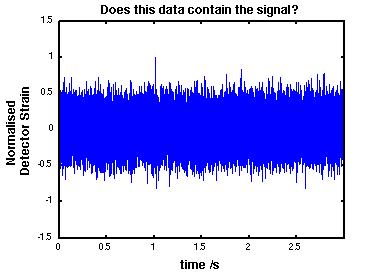 Does this data contain the signal?
1.5
1
0.5
0
-0.5
-1
-1.5
Normalised
Detector Strain
0 0.5 1 1.5 2 2.5
time /s